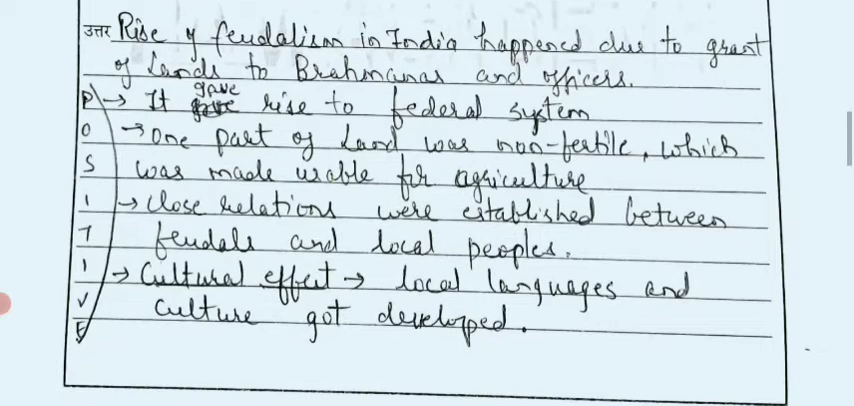 उत्तर Rise of feudalism in India happened due to grant
of Lands to Brahmanas and officers.
P → It gave rise to federal system
O → One part of Land was non-fertile, which
S was made usable for agriculture
I → close relations were established between
T feudals and local peoples.
I → Cultural effect → local languages and
V culture got developed.
E